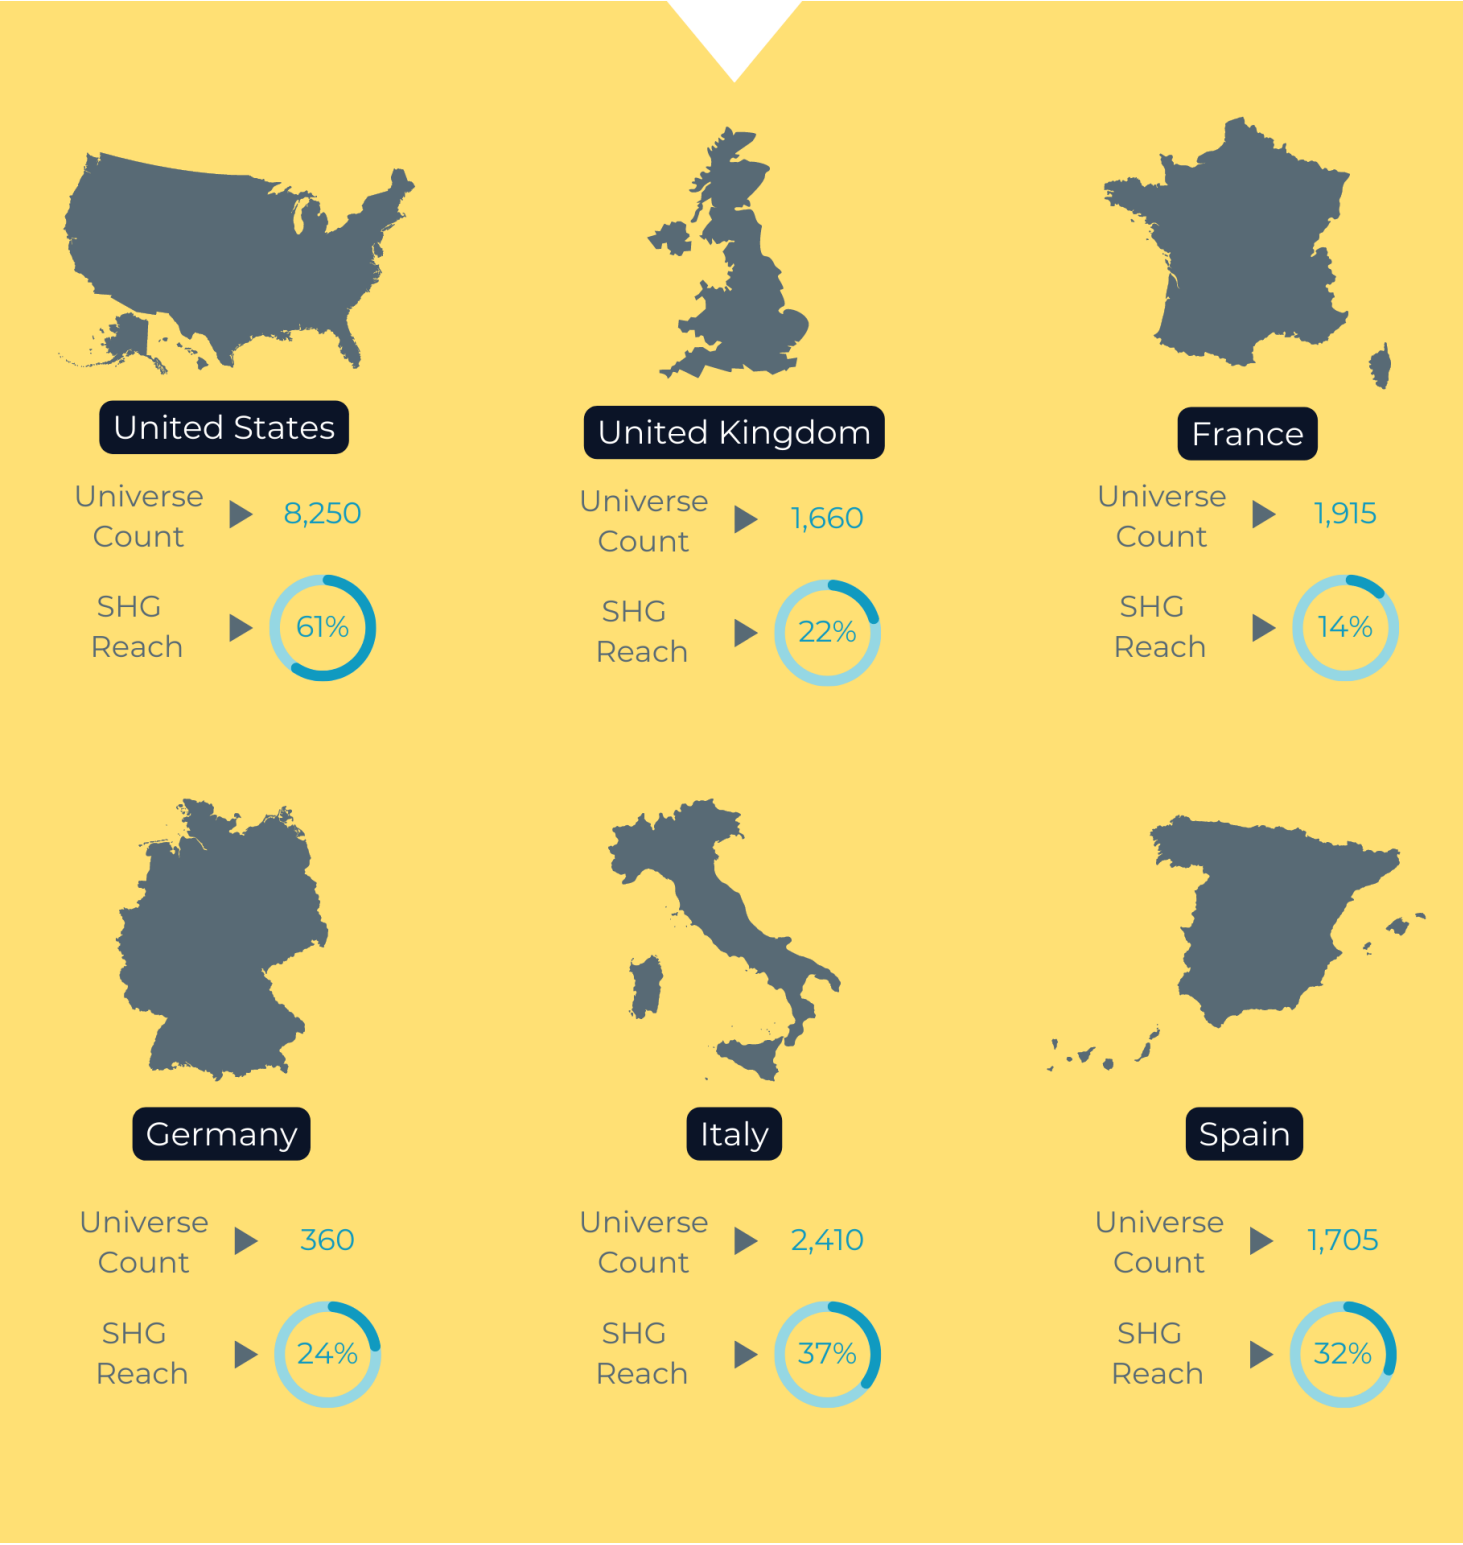 United States
Universe
Count
8,250
SHG
Reach
61%
United Kingdom
Universe
Count
1,660
SHG
Reach
22%
France
Universe
Count
1,915
SHG
Reach
14%
Germany
Universe
Count
360
SHG
Reach
24%
Italy
Universe
Count
2,410
SHG
Reach
37%
Spain
Universe
Count
1,705
SHG
Reach
32%